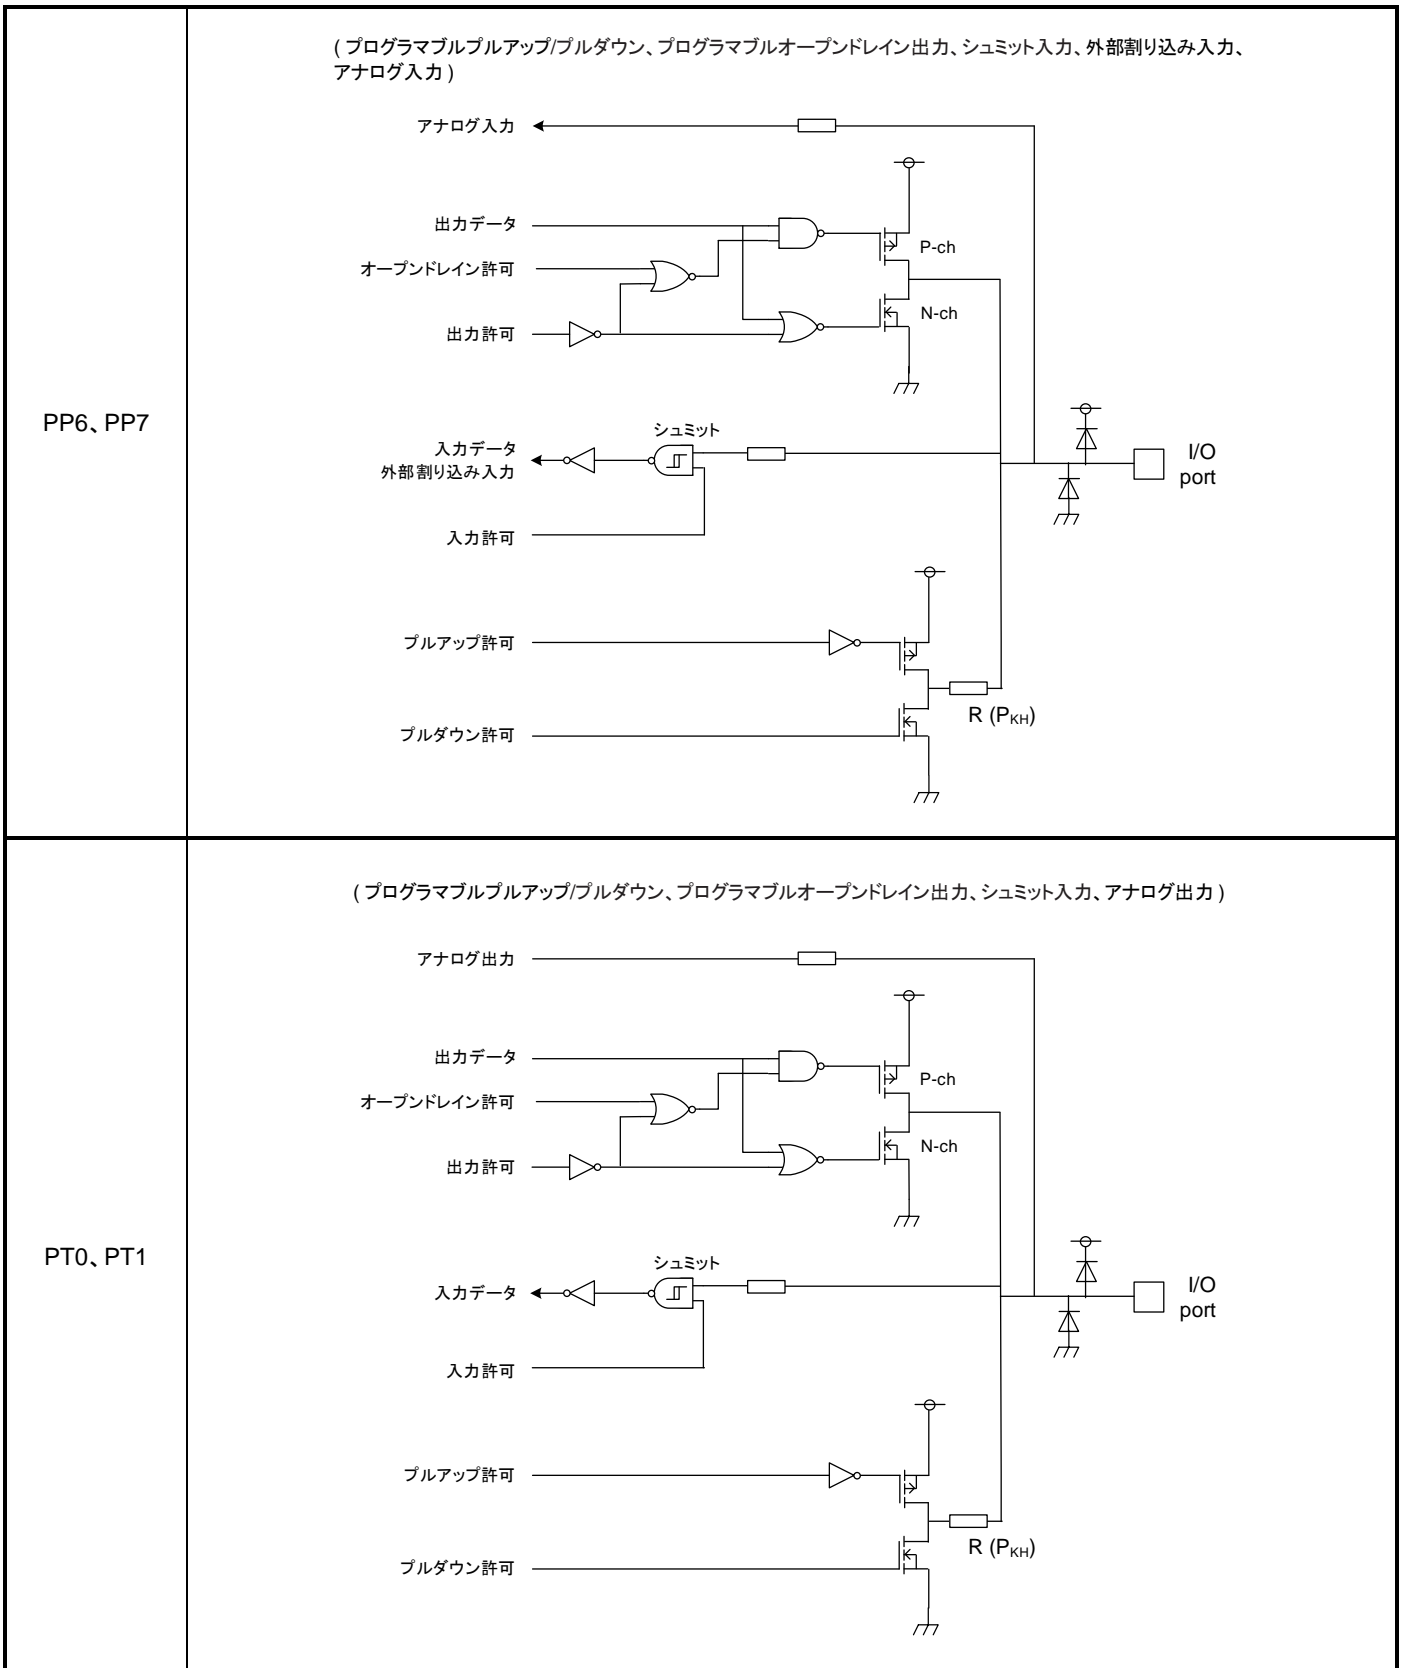 PP6、PP7
( プログラマブルプルアップ/プルダウン、プログラマブルオープンドレイン出力、シュミット入力、外部割り込み入力、
アナログ入力 )
アナログ入力
出力データ
P-ch
オープンドレイン許可
N-ch
出力許可
シュミット
入力データ
外部割り込み入力
I/O
port
入力許可
プルアップ許可
R (PKH)
プルダウン許可
PT0、PT1
( プログラマブルプルアップ/プルダウン、プログラマブルオープンドレイン出力、シュミット入力、アナログ出力 )
アナログ出力
出力データ
P-ch
オープンドレイン許可
N-ch
出力許可
シュミット
入力データ
I/O
port
入力許可
プルアップ許可
R (PKH)
プルダウン許可